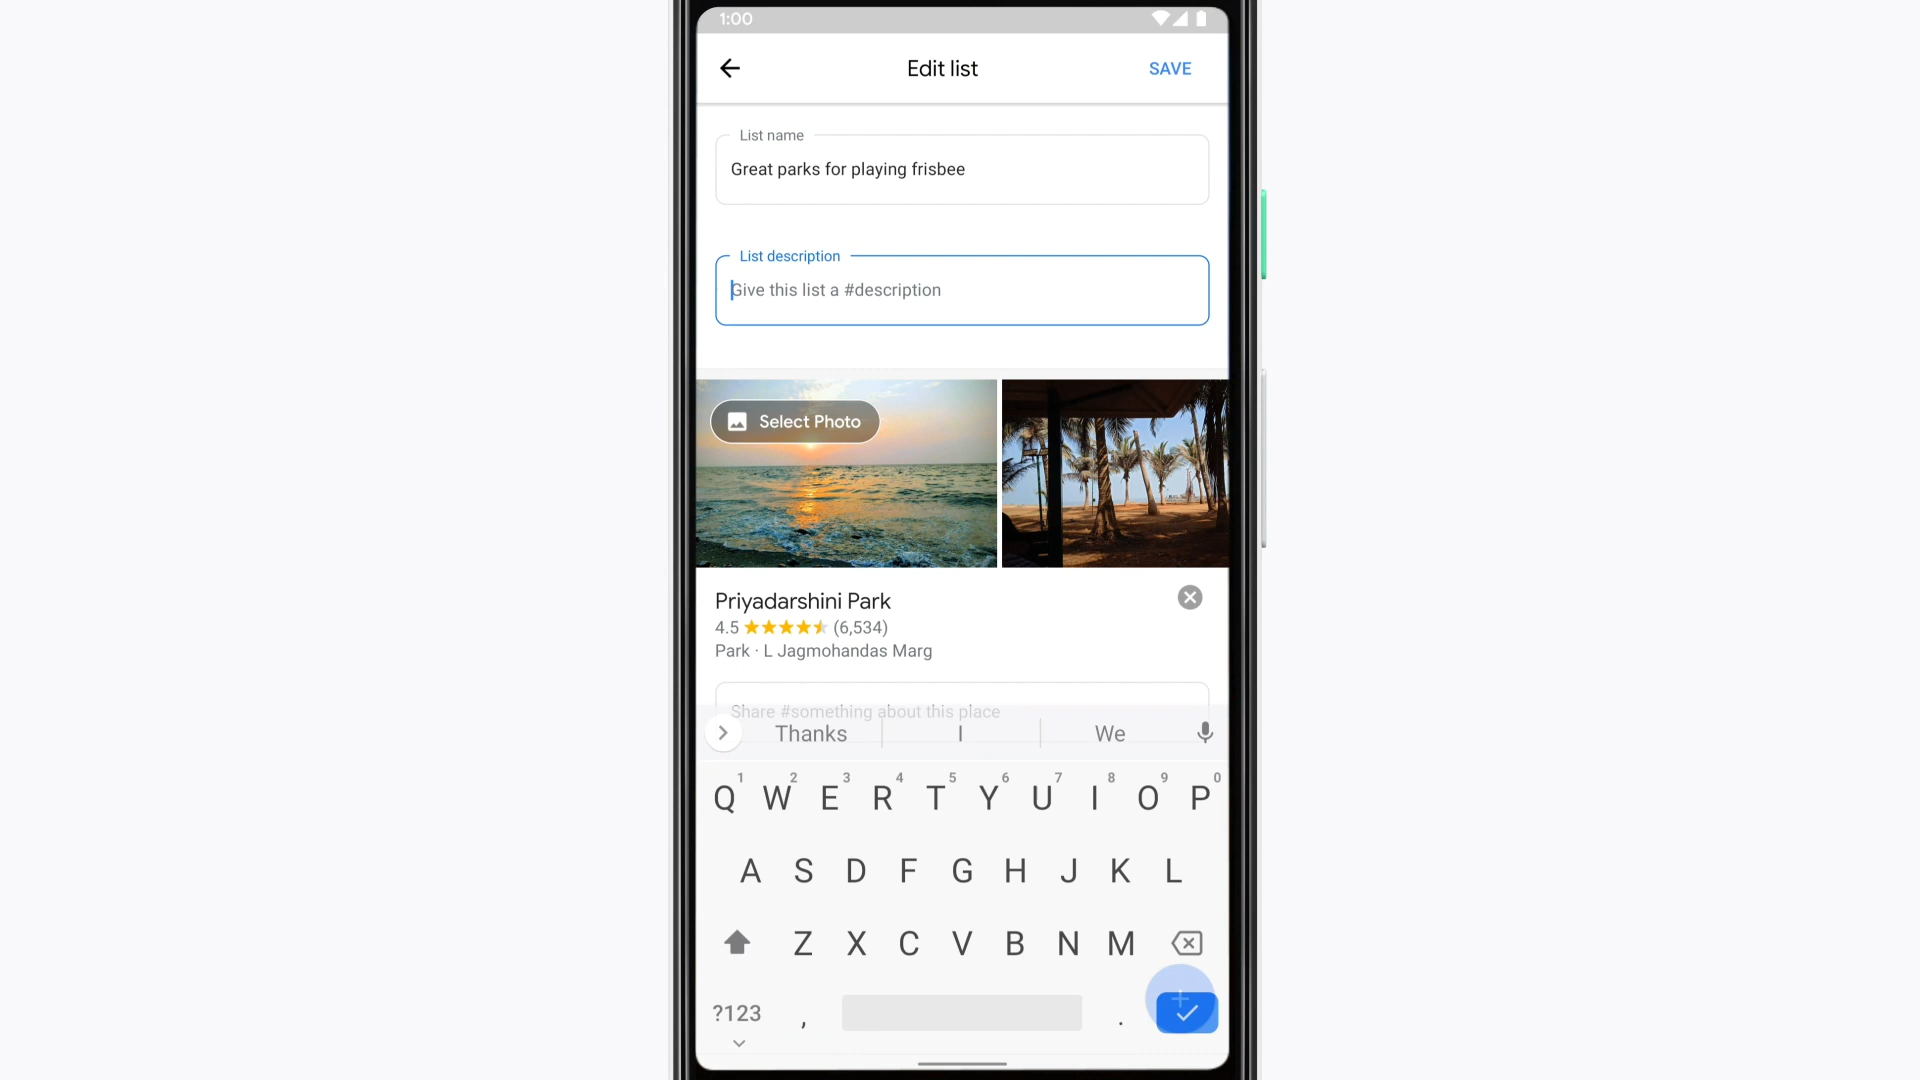 1:00
Edit list
SAVE
List name
Great parks for playing frisbee
List description
Give this list a #description
Select Photo
Priyadarshini Park
4.5 (6,534)
Park · L Jagmohandas Marg
Share #something about this place
Thanks I We
1 2 3 4 5 6 7 8 9 0
Q W E R T Y U I O P
A S D F G H J K L
Z X C V B N M
?123 , .